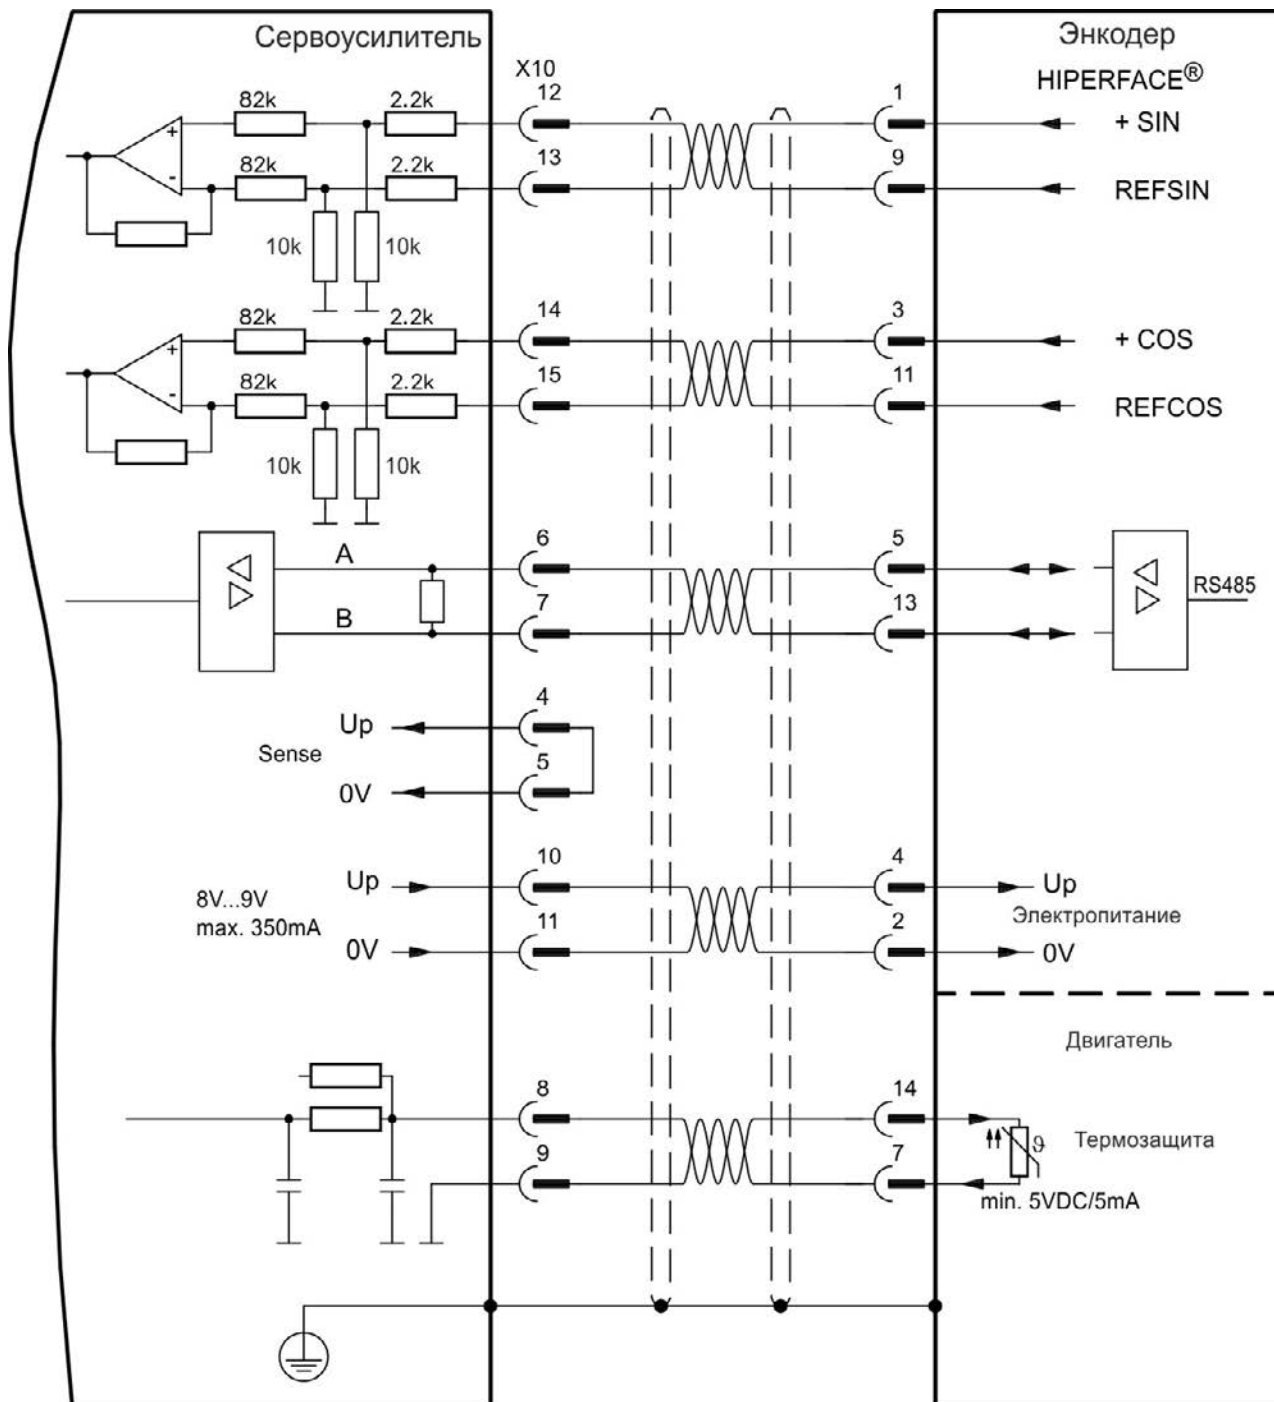 Сервоусилитель
Энкодер
X10
HIPERFACE®
82k 2.2k 12 1 + SIN
+
82k 2.2k 13 9 REFSIN
-
10k 10k
82k 2.2k 14 3 + COS
+
82k 2.2k 15 11 REFCOS
-
10k 10k
A 6 5
RS485
B 7 13
4
Up
Sense
5
0V
10 4
Up Up
8V...9V
max. 350mA
Электропитание
11 2
0V 0V
Двигатель
8 14
ϑ Термозащита
9 7
min. 5VDC/5mA